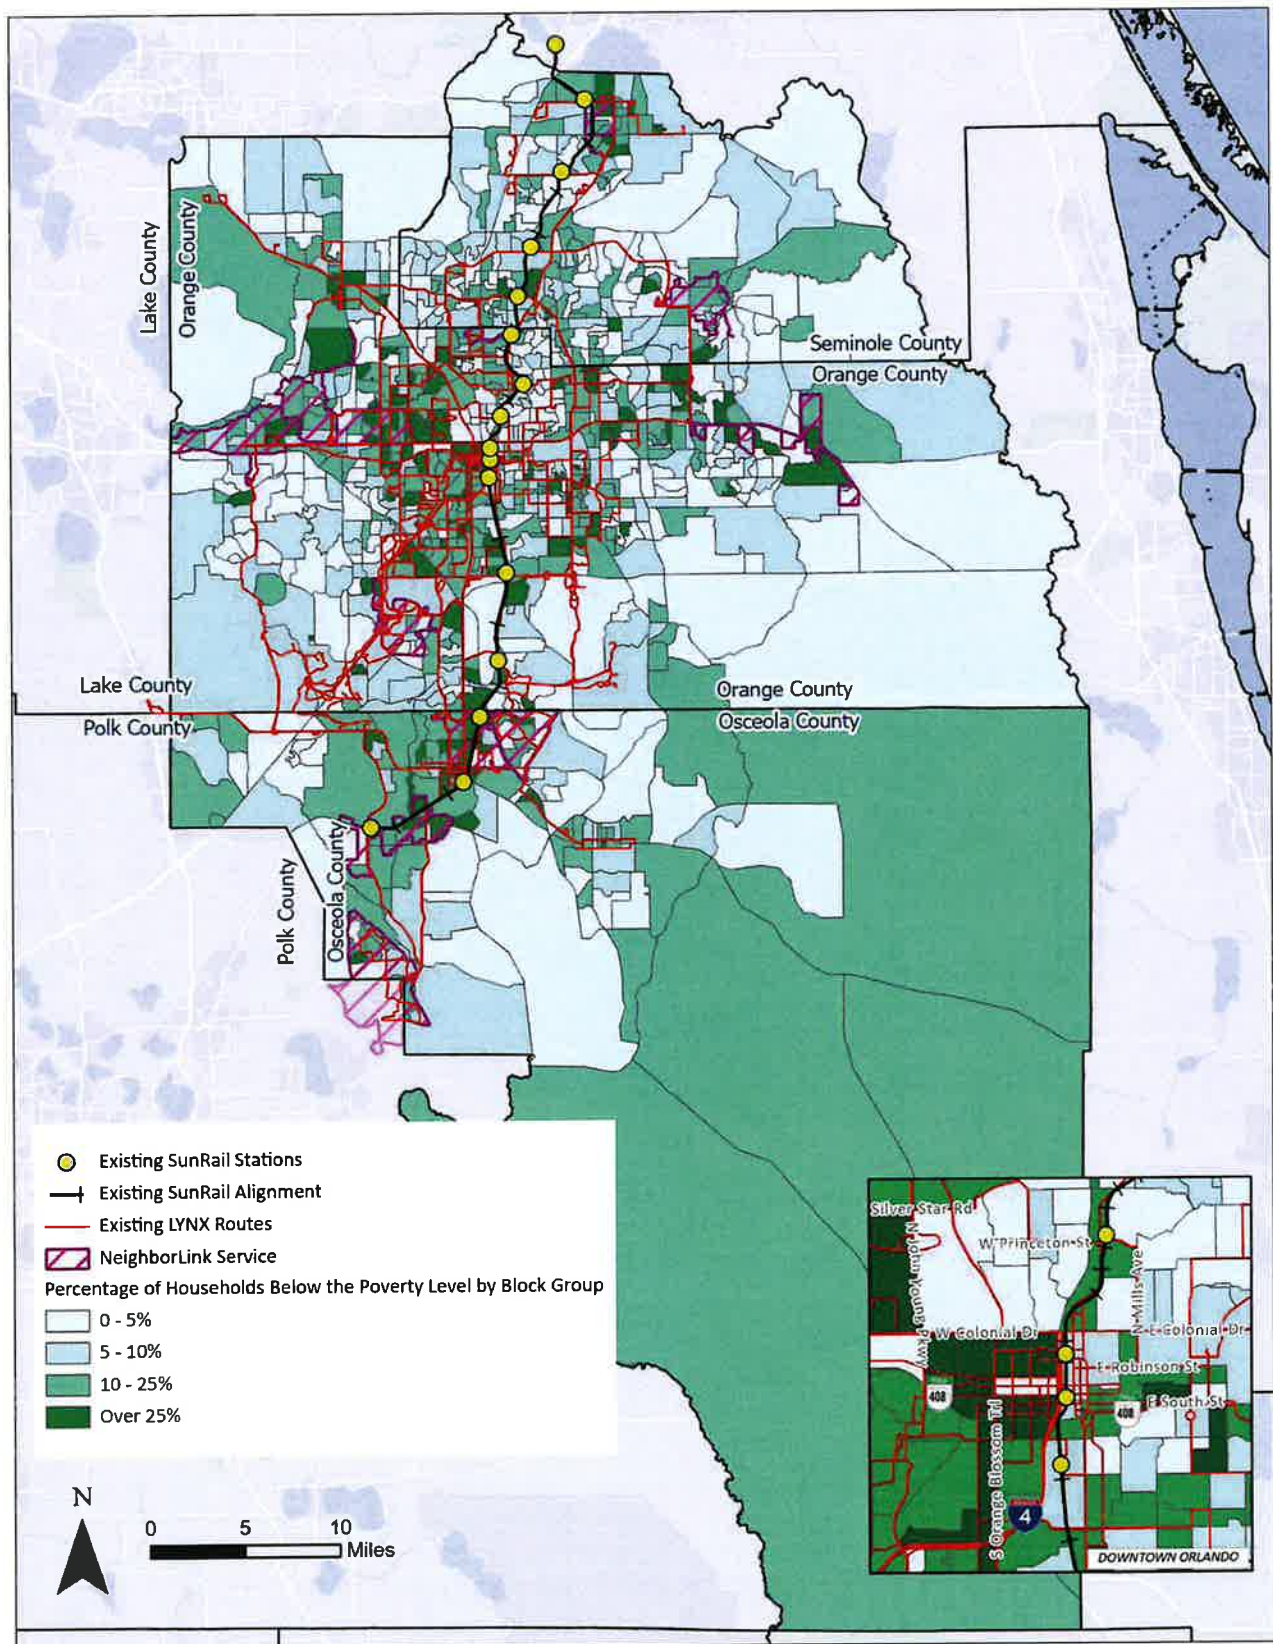 Lake County
Orange County
Seminole County
Orange County
Lake County
Polk County
Orange County
Osceola County
Polk County
Osceola County
Existing SunRail Stations
Existing SunRail Alignment
Existing LYNX Routes
NeighborLink Service
Percentage of Households Below the Poverty Level by Block Group
0 - 5%
5 - 10%
10 - 25%
Over 25%
N
0 5 10
Miles
Silver Star Rd
W Princeton St
N John Young Pkwy
N Mills Ave
W Colonial Dr
E Colonial Dr
E Robinson St
408
E South St
408
S Orange Blossom Trl
4
DOWNTOWN ORLANDO